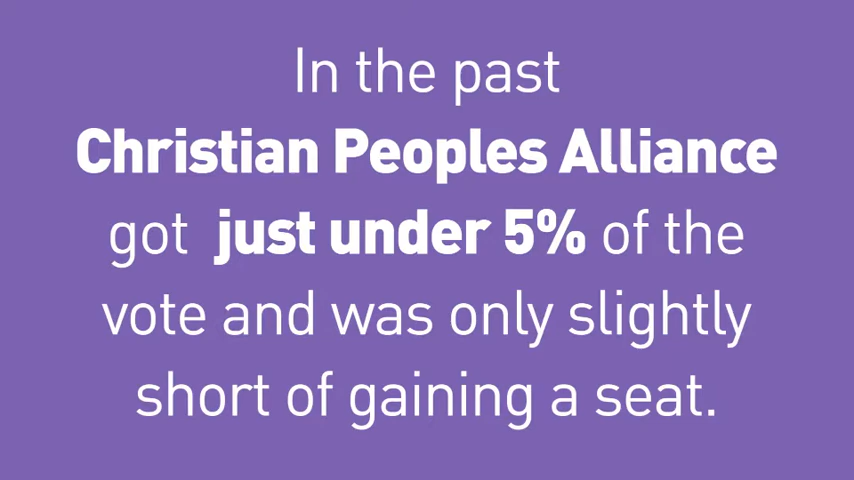 In the past
Christian Peoples Alliance
got just under 5% of the
vote and was only slightly
short of gaining a seat.